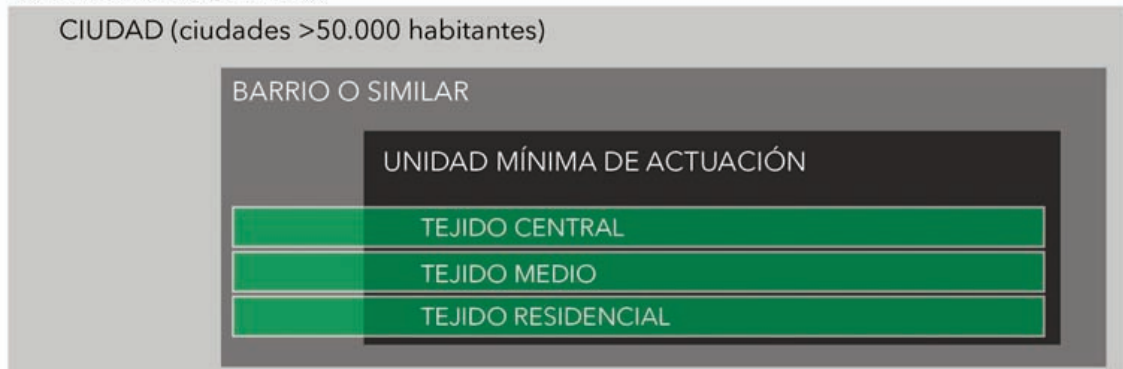 CIUDAD (ciudades >50.000 habitantes)
BARRIO O SIMILAR
UNIDAD MÍNIMA DE ACTUACIÓN
TEJIDO CENTRAL
TEJIDO MEDIO
TEJIDO RESIDENCIAL